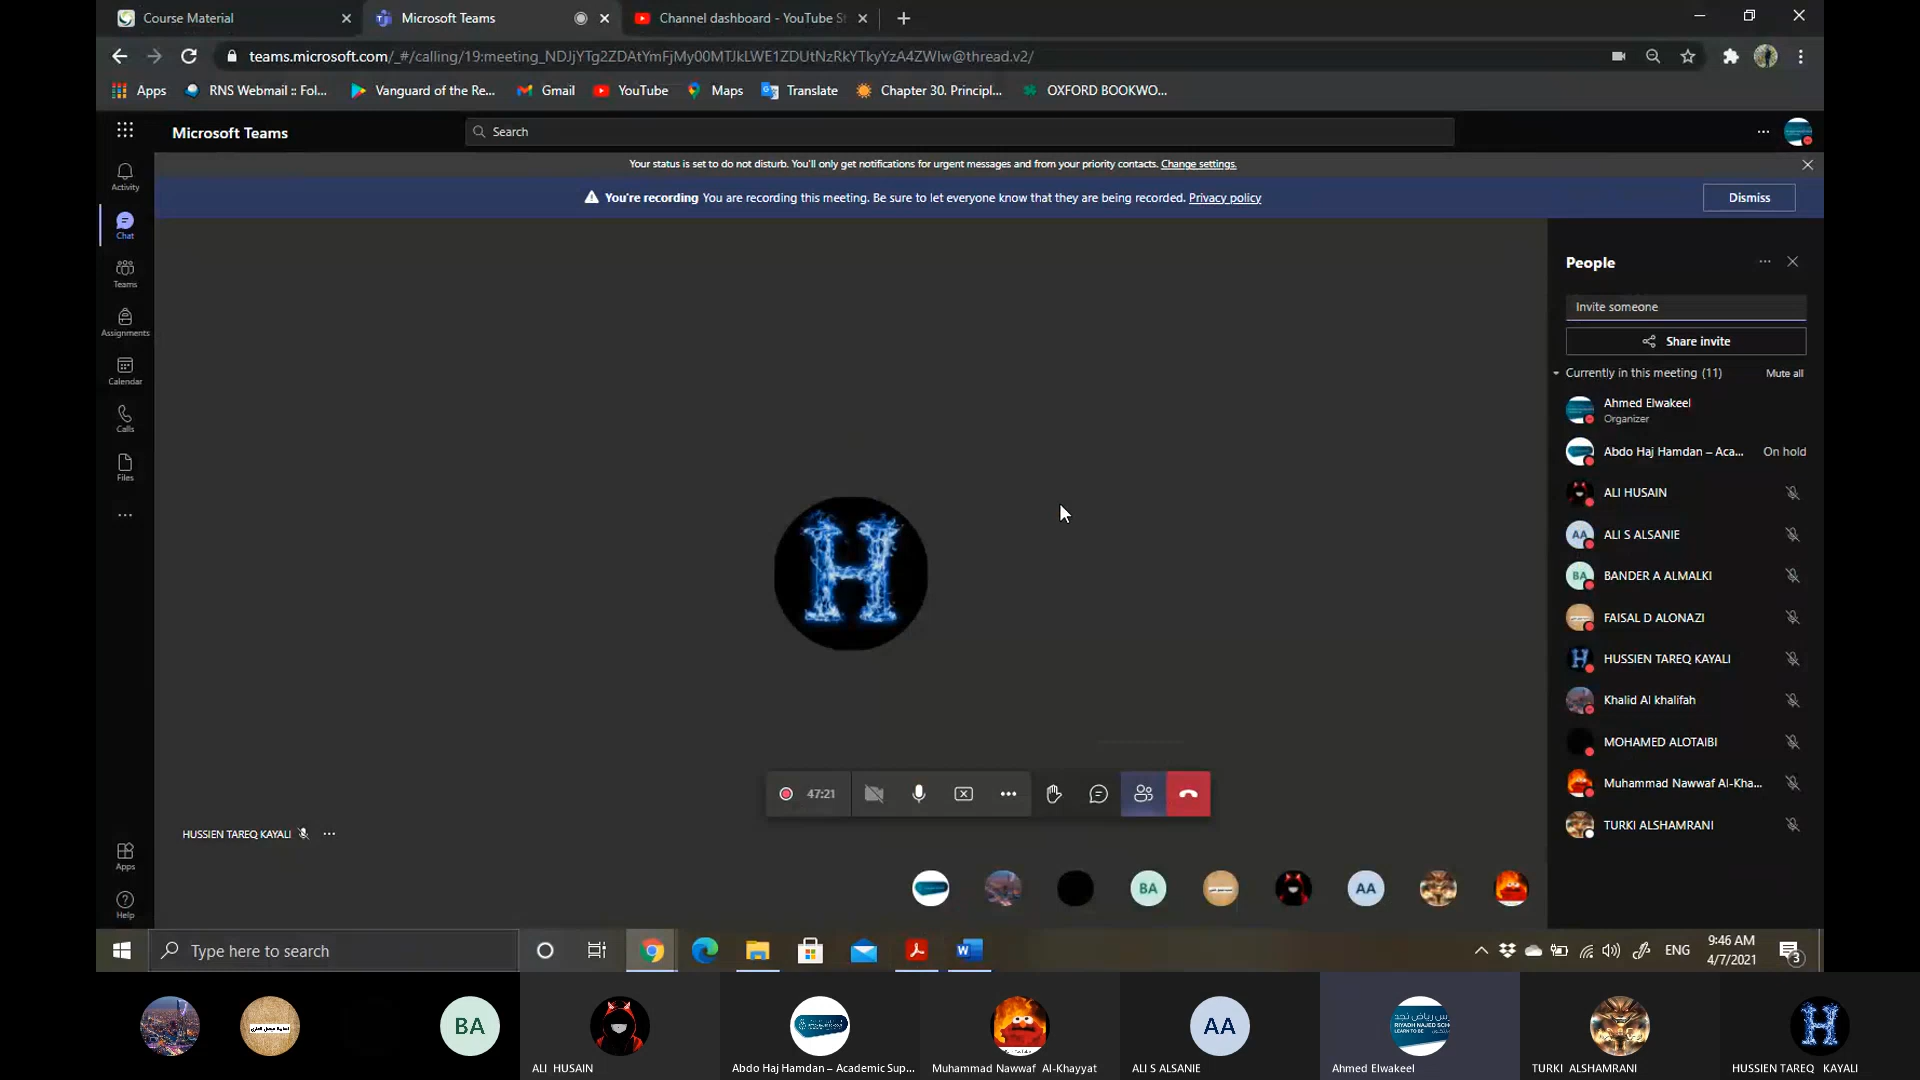 Course Material
Microsoft Teams
Channel dashboard - YouTube St
teams.microsoft.com/_#/calling/19:meeting_NDJjYTg2ZDAtYmFjMy00MTJkLWE1ZDUtNzRkYTkyYzA4ZWIw@thread.v2/
Apps
RNS Webmail :: Fol...
Vanguard of the Re...
Gmail
YouTube
Maps
Translate
Chapter 30. Principl...
OXFORD BOOKWO...
Microsoft Teams
Search
Your status is set to do not disturb. You'll only get notifications for urgent messages and from your priority contacts. Change settings.
You're recording You are recording this meeting. Be sure to let everyone know that they are being recorded. Privacy policy
Dismiss
Activity
Chat
Teams
Assignments
Calendar
Calls
Files
Apps
Help
H
47:21
HUSSIEN TAREQ KAYALI
People
Invite someone
Share invite
Currently in this meeting (11)
Mute all
Ahmed Elwakeel
Organizer
Abdo Haj Hamdan – Aca...
On hold
ALI HUSAIN
AA
ALI S ALSANIE
BA
BANDER A ALMALKI
FAISAL D ALONAZI
H
HUSSIEN TAREQ KAYALI
Khalid Al khalifah
MOHAMED ALOTAIBI
Muhammad Nawwaf Al-Kha...
TURKI ALSHAMRANI
BA
AA
Type here to search
ENG
9:46 AM
4/7/2021
3
BA
ALI HUSAIN
Abdo Haj Hamdan – Academic Sup...
Muhammad Nawwaf Al-Khayyat
AA
ALI S ALSANIE
Ahmed Elwakeel
TURKI ALSHAMRANI
H
HUSSIEN TAREQ KAYALI